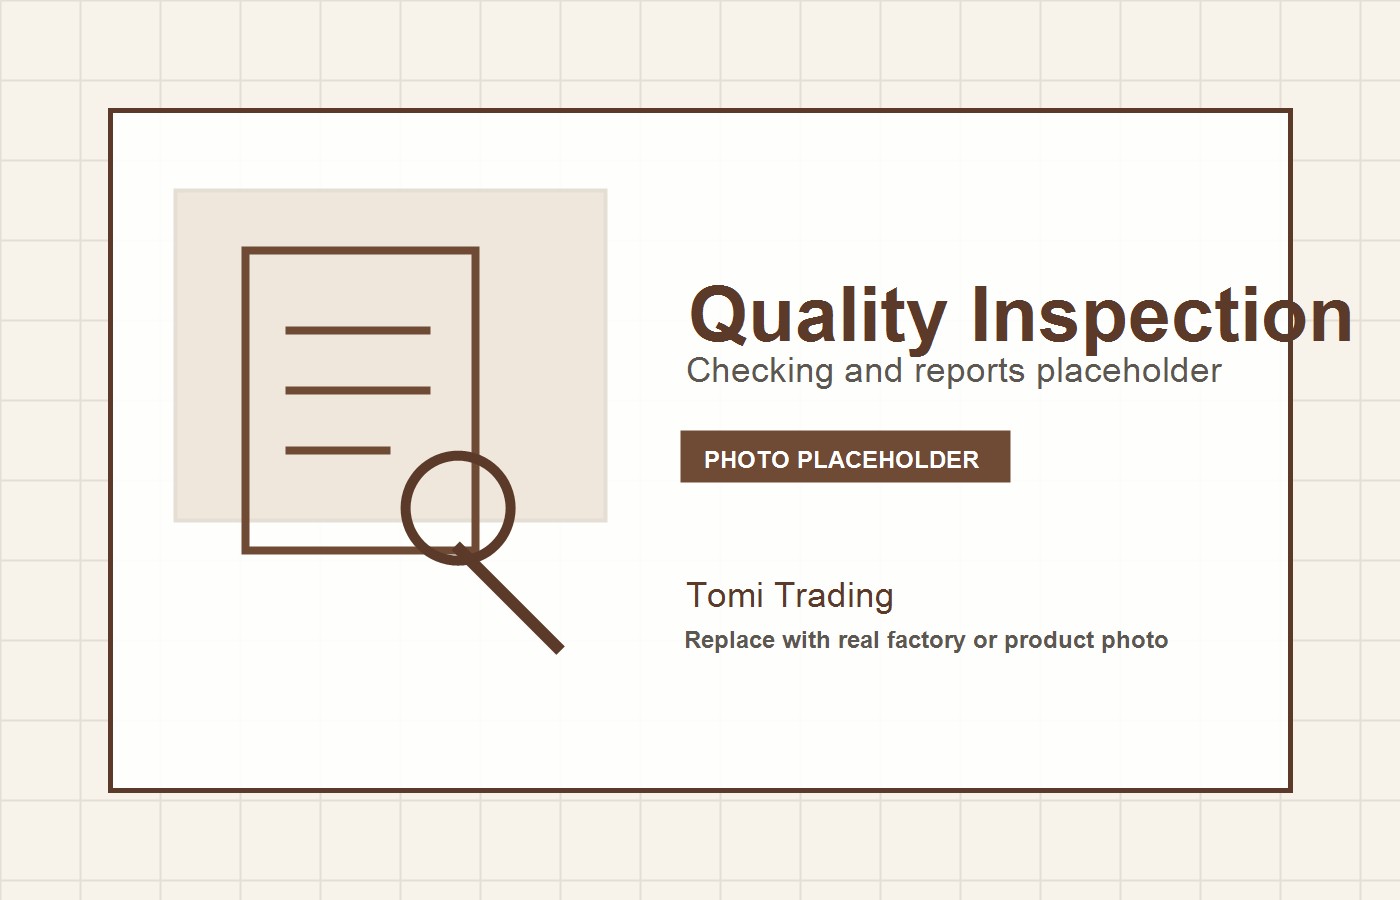 Quality Inspection
Checking and reports placeholder
PHOTO PLACEHOLDER
Tomi Trading
Replace with real factory or product photo